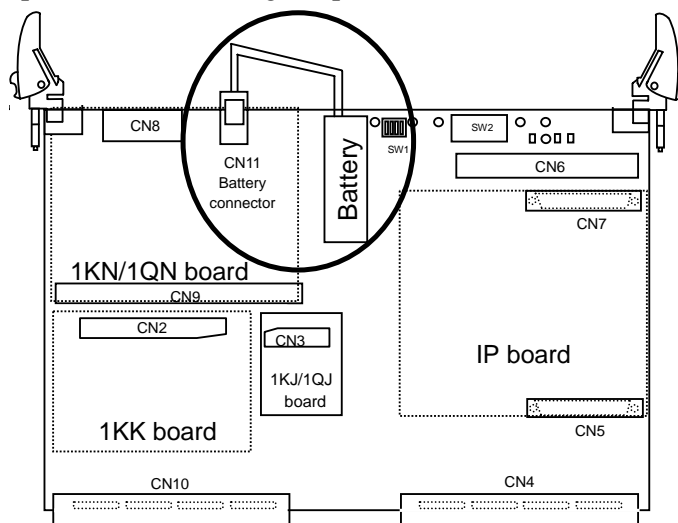 CN8
CN11
Battery
connector
Battery
SW1
SW2
CN6
CN7
1KN/1QN board
CN9
CN2
CN3
1KJ/1QJ
board
IP board
1KK board
CN5
CN10
CN4